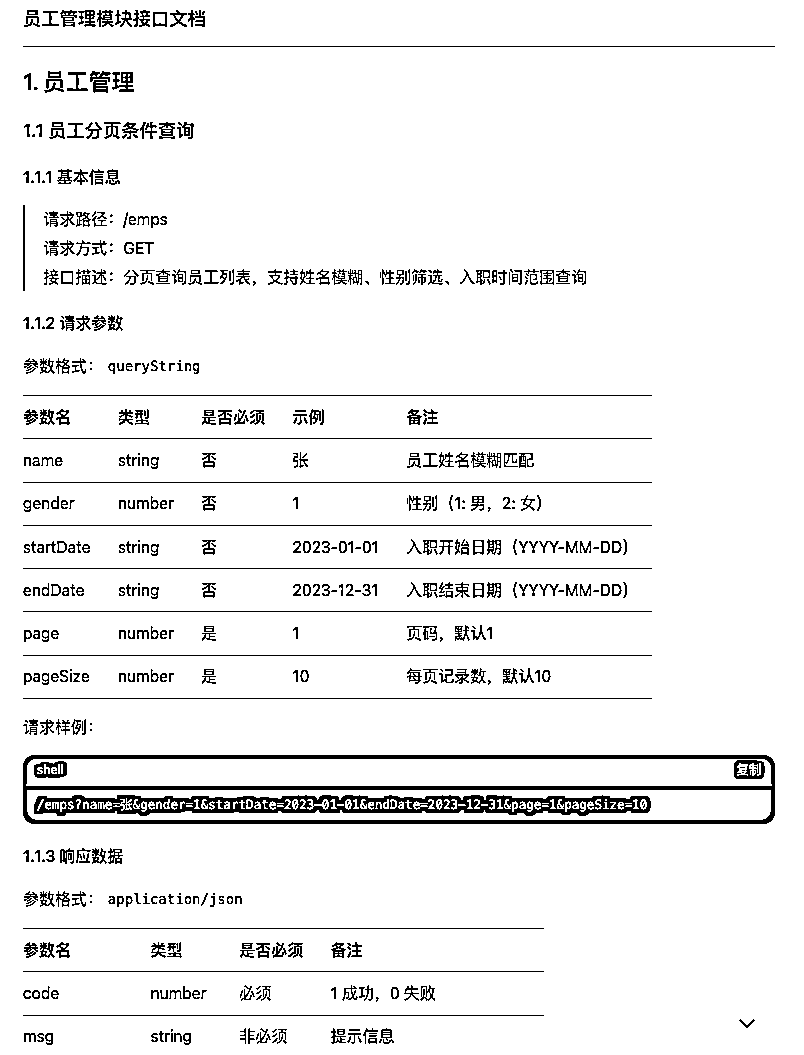 员工管理模块接口文档
1. 员工管理
1.1 员工分页条件查询
1.1.1 基本信息
请求路径：/emps
请求方式：GET
接口描述：分页查询员工列表，支持姓名模糊、性别筛选、入职时间范围查询
1.1.2 请求参数
参数格式： queryString
参数名 类型 是否必须 示例 备注
name string 否 张 员工姓名模糊匹配
gender number 否 1 性别（1: 男，2: 女）
startDate string 否 2023-01-01 入职开始日期（YYYY-MM-DD）
endDate string 否 2023-12-31 入职结束日期（YYYY-MM-DD）
page number 是 1 页码，默认1
pageSize number 是 10 每页记录数，默认10
请求样例：
shell 复制
/emps?name=张&gender=1&startDate=2023-01-01&endDate=2023-12-31&page=1&pageSize=10
1.1.3 响应数据
参数格式： application/json
参数名 类型 是否必须 备注
code number 必须 1 成功，0 失败
msg string 非必须 提示信息